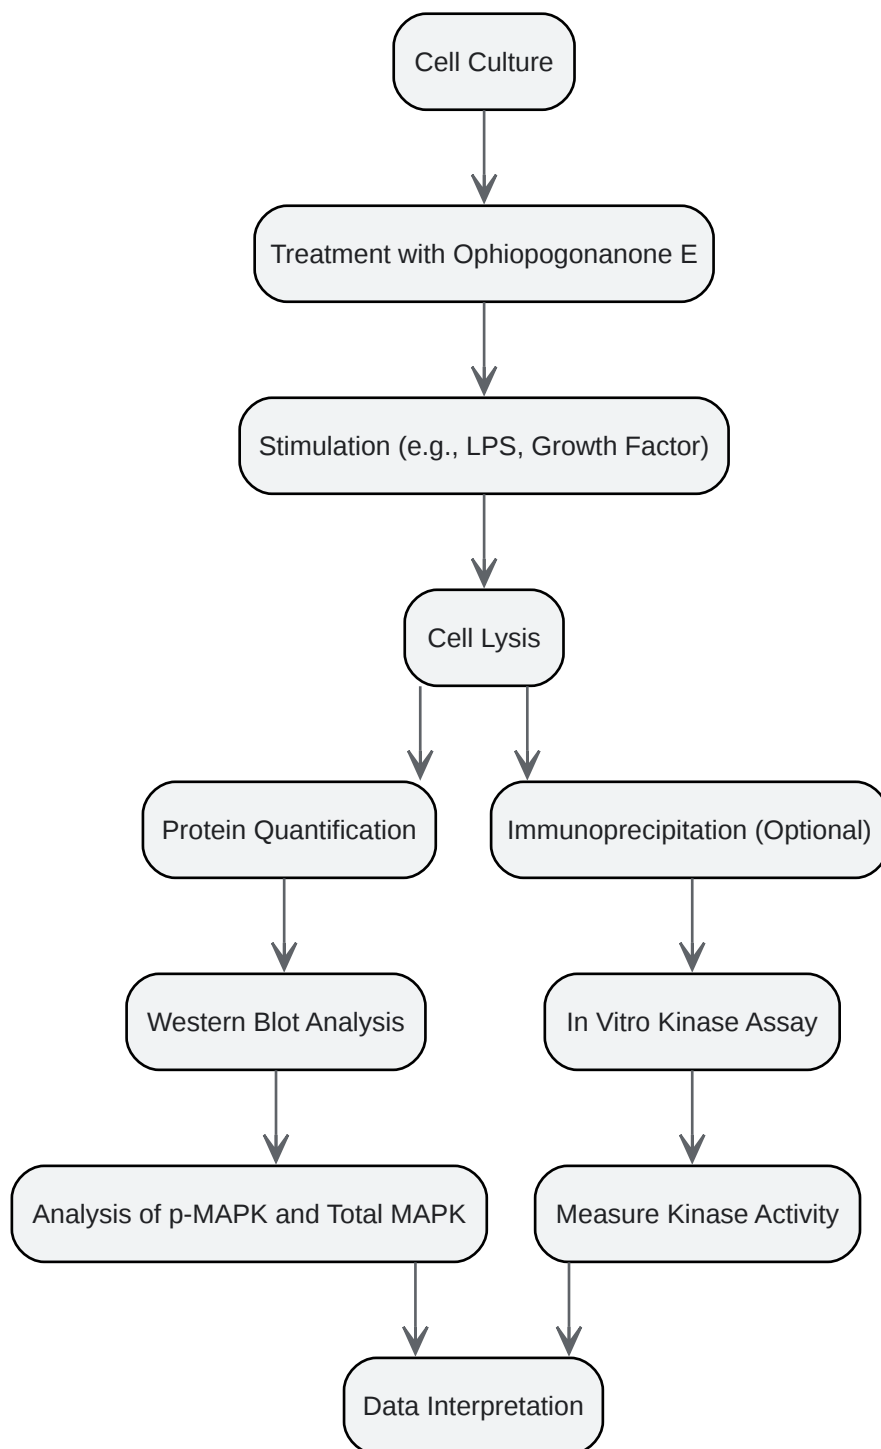 Cell Culture
Treatment with Ophiopogonanone E
Stimulation (e.g., LPS, Growth Factor)
Cell Lysis
Protein Quantification
Immunoprecipitation (Optional)
Western Blot Analysis
In Vitro Kinase Assay
Analysis of p-MAPK and Total MAPK
Measure Kinase Activity
Data Interpretation